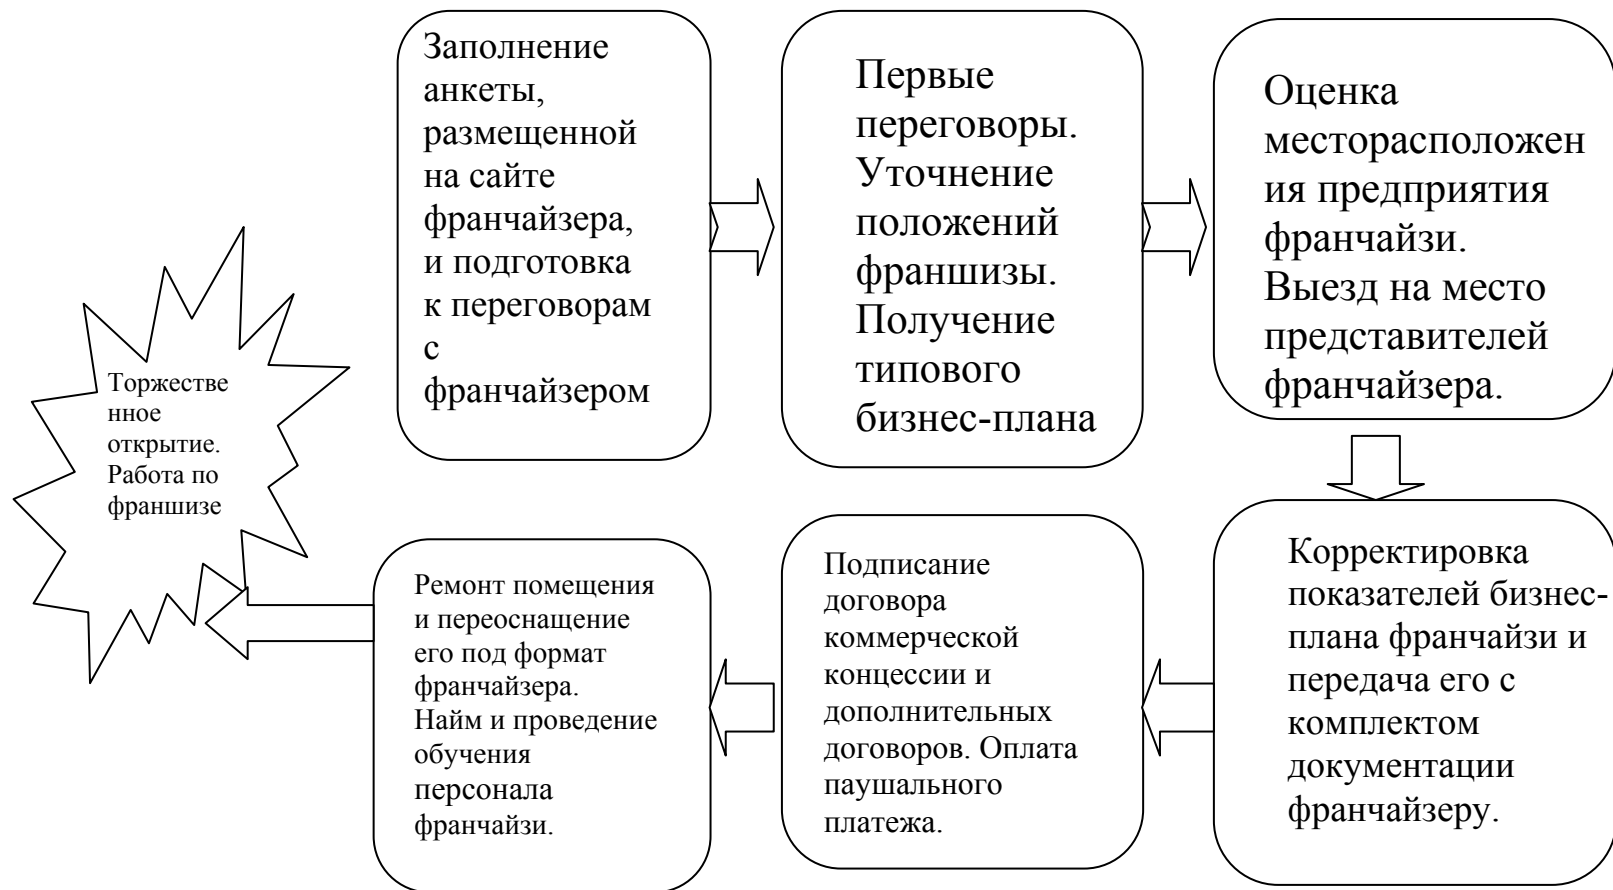 Заполнение
анкеты,
размещенной
на сайте
франчайзера,
и подготовка
к переговорам
с
франчайзером
Первые
переговоры.
Уточнение
положений
франшизы.
Получение
типового
бизнес-плана
Оценка
месторасположен
ия предприятия
франчайзи.
Выезд на место
представителей
франчайзера.
Корректировка
показателей бизнес-
плана франчайзи и
передача его с
комплектом
документации
франчайзеру.
Подписание
договора
коммерческой
концессии и
дополнительных
договоров. Оплата
паушального
платежа.
Ремонт помещения
и переоснащение
его под формат
франчайзера.
Найм и проведение
обучения
персонала
франчайзи.
Торжестве
нное
открытие.
Работа по
франшизе